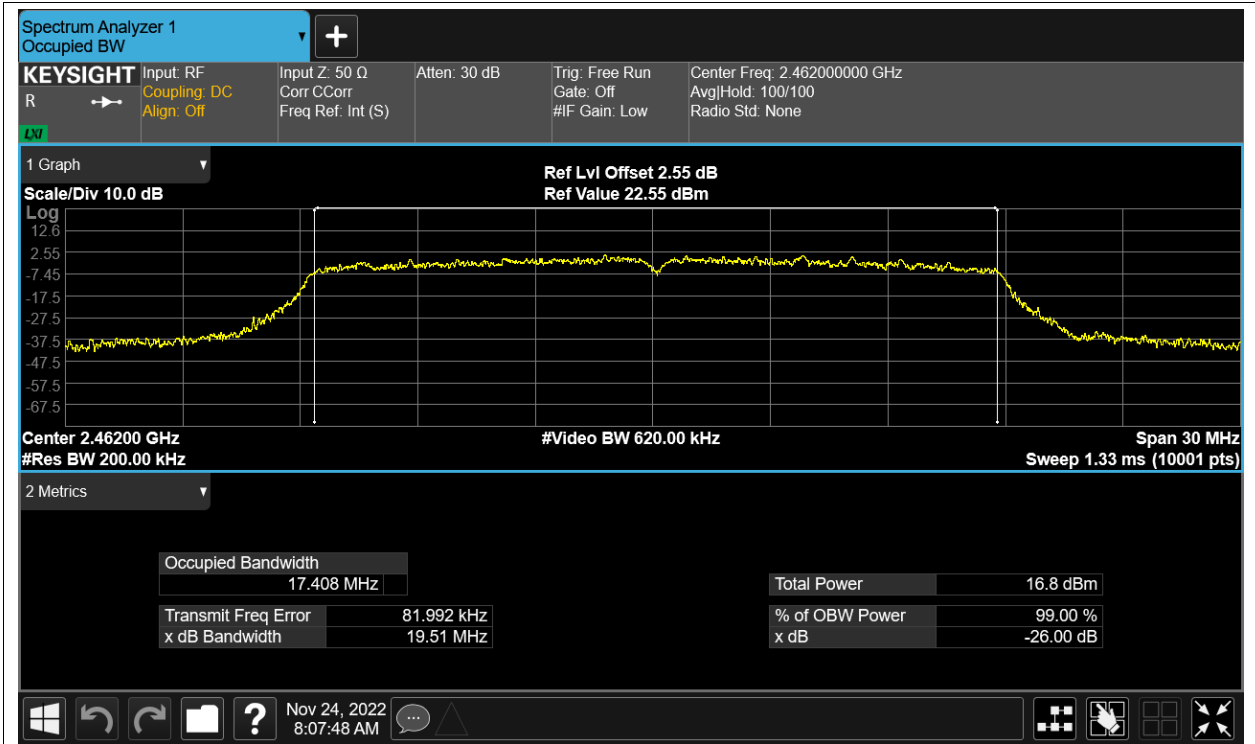 Spectrum Analyzer 1
Occupied BW
KEYSIGHT
R
LXI
Input: RF
Coupling: DC
Align: Off
Input Z: 50 Ω
Corr CCorr
Freq Ref: Int (S)
Atten: 30 dB
Trig: Free Run
Gate: Off
#IF Gain: Low
Center Freq: 2.462000000 GHz
Avg|Hold: 100/100
Radio Std: None
1 Graph
Scale/Div 10.0 dB
Ref Lvl Offset 2.55 dB
Ref Value 22.55 dBm
Log
12.6
2.55
-7.45
-17.5
-27.5
-37.5
-47.5
-57.5
-67.5
Center 2.46200 GHz
#Res BW 200.00 kHz
#Video BW 620.00 kHz
Span 30 MHz
Sweep 1.33 ms (10001 pts)
2 Metrics
Occupied Bandwidth
17.408 MHz
Transmit Freq Error 81.992 kHz
x dB Bandwidth 19.51 MHz
Total Power 16.8 dBm
% of OBW Power 99.00 %
x dB -26.00 dB
?
Nov 24, 2022
8:07:48 AM